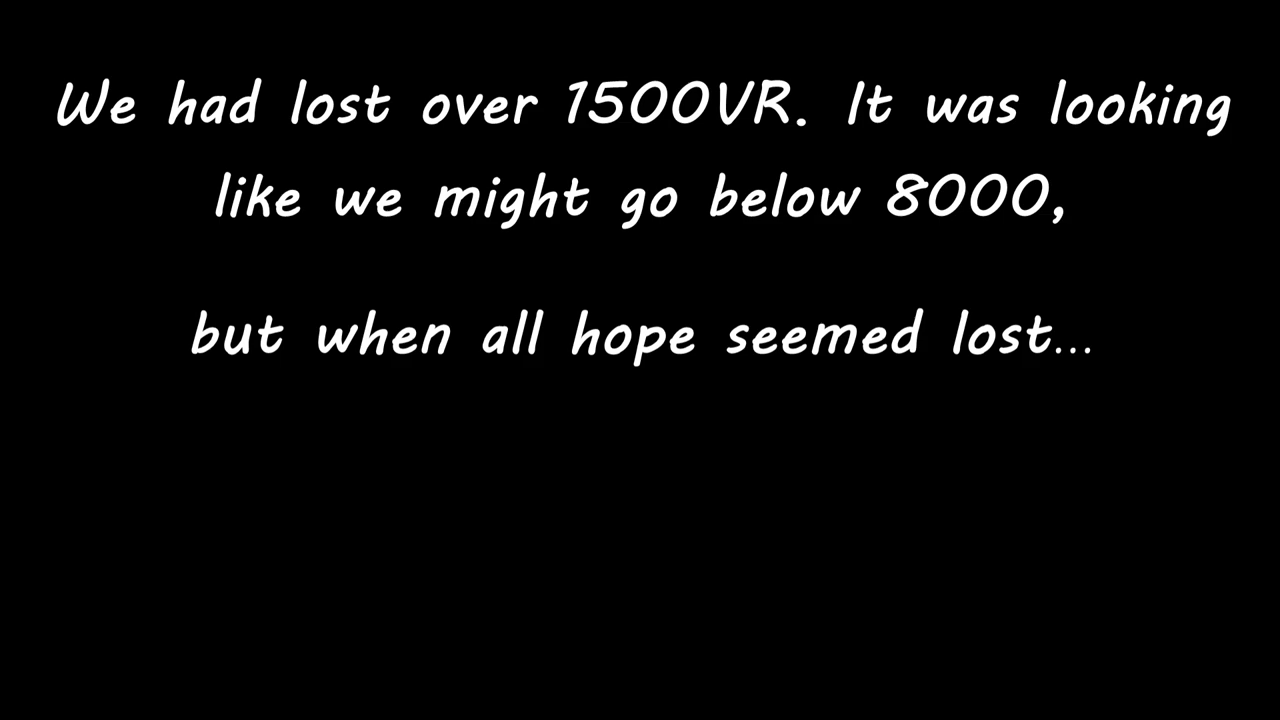 We had lost over 1500VR. It was looking
like we might go below 8000,
but when all hope seemed lost...